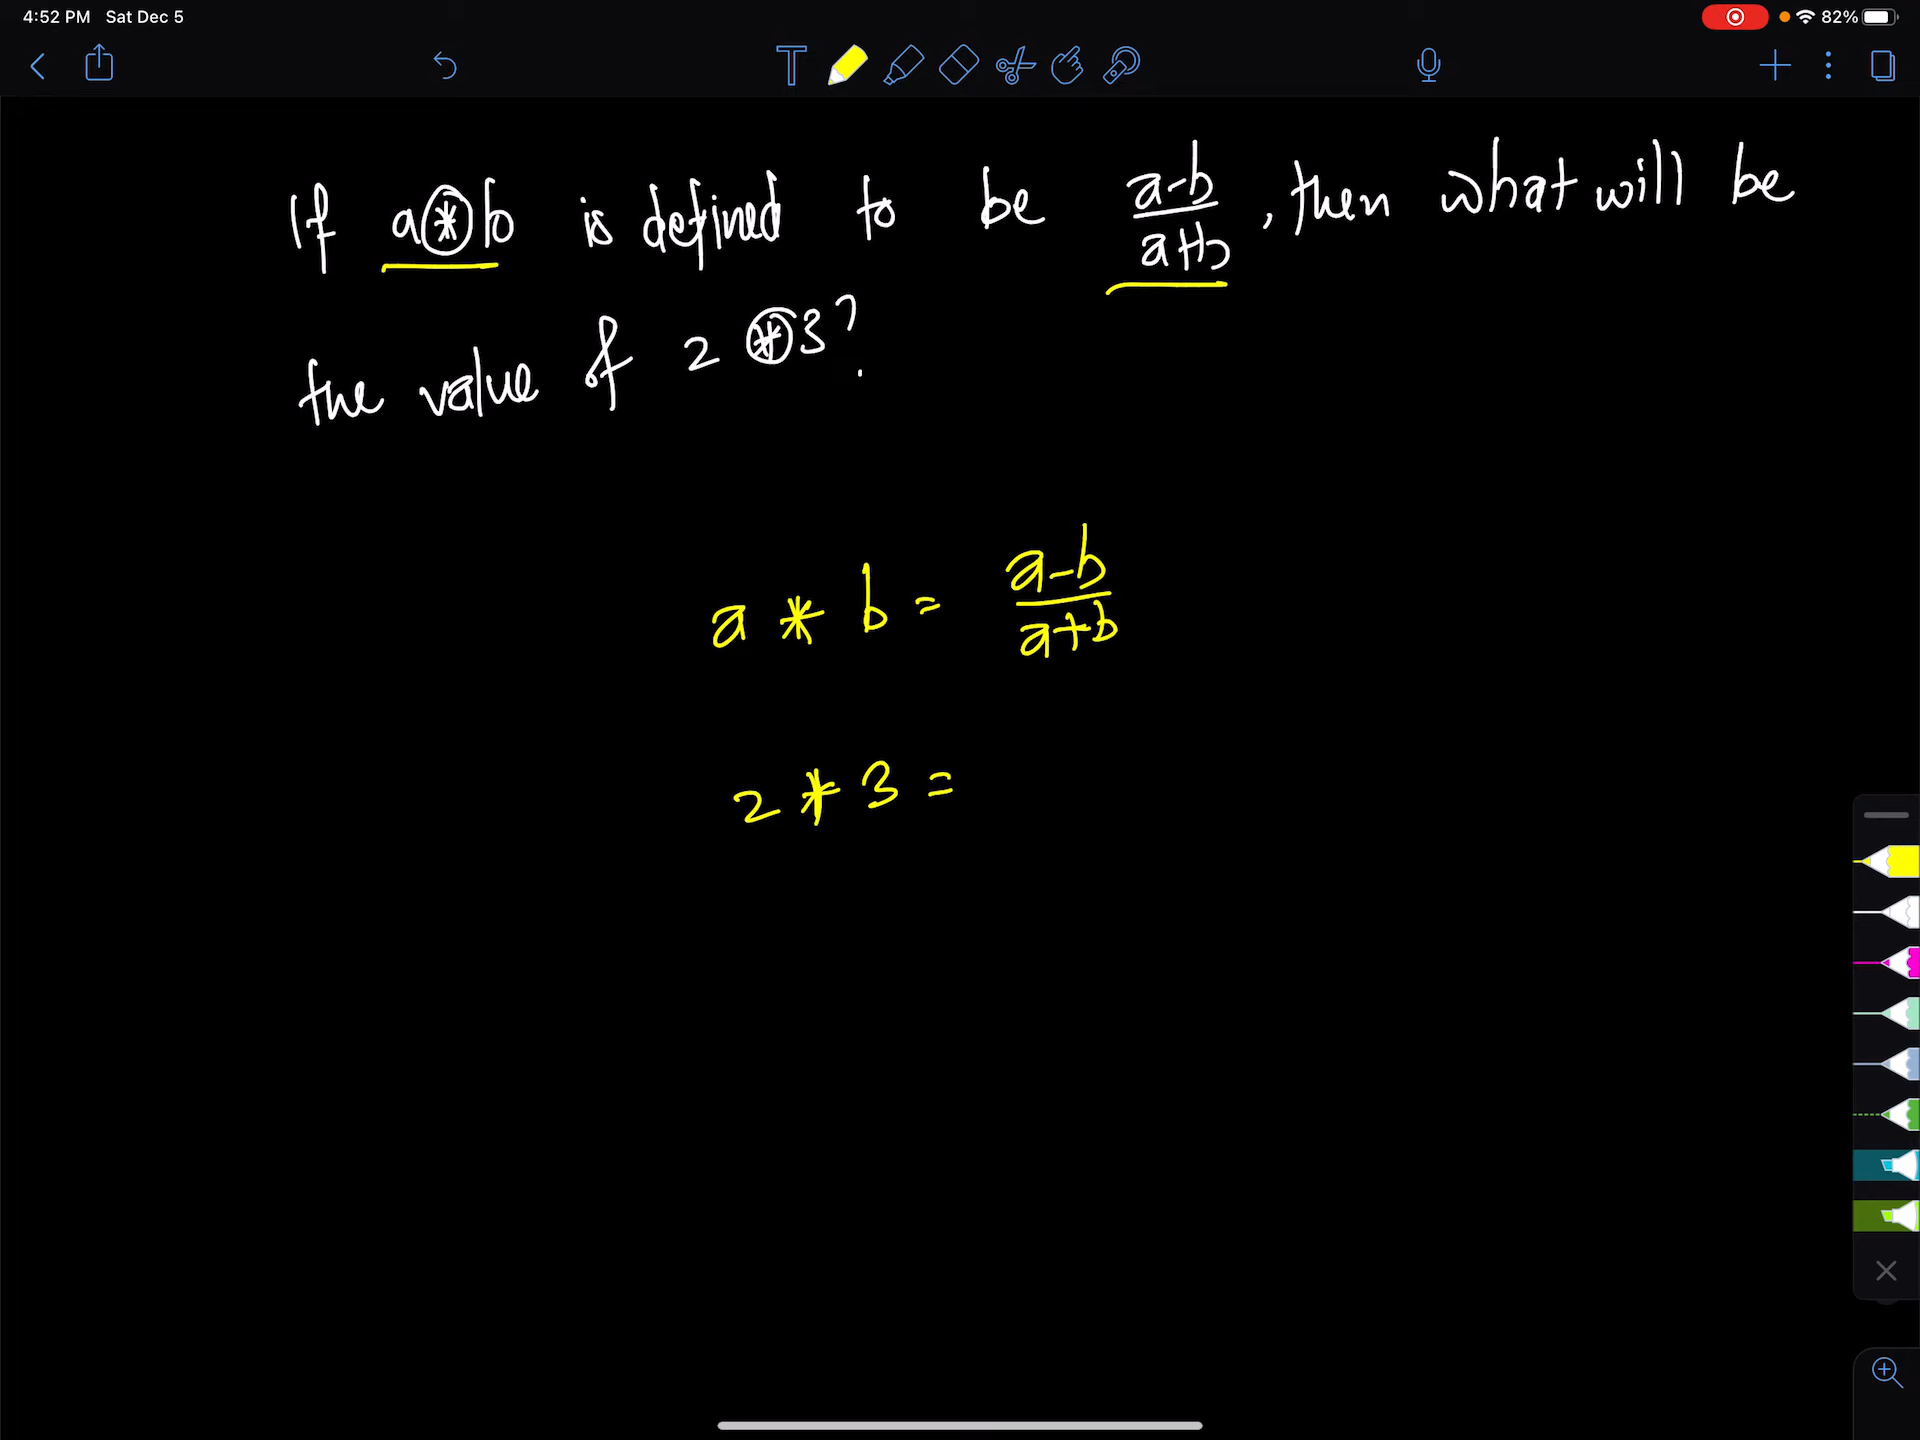 4:52 PM Sat Dec 5 82%
If a⊛b is defined to be (a-b)/(a+b), then what will be
the value of 2 ⊛ 3?
a * b = (a-b)/(a+b)
2 * 3 =